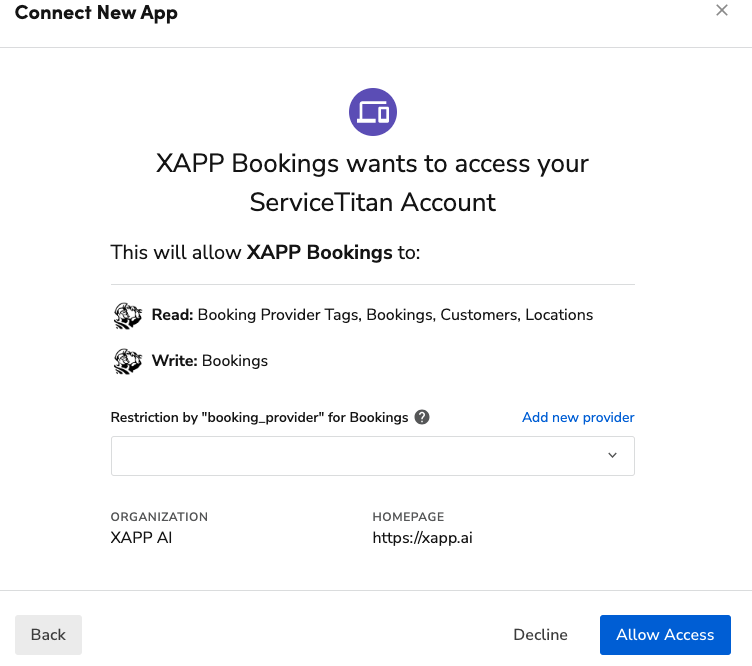 Connect New App
XAPP Bookings wants to access your
ServiceTitan Account
This will allow XAPP Bookings to:
Read: Booking Provider Tags, Bookings, Customers, Locations
Write: Bookings
Restriction by "booking_provider" for Bookings ?
Add new provider
ORGANIZATION
XAPP AI
HOMEPAGE
https://xapp.ai
Back
Decline
Allow Access